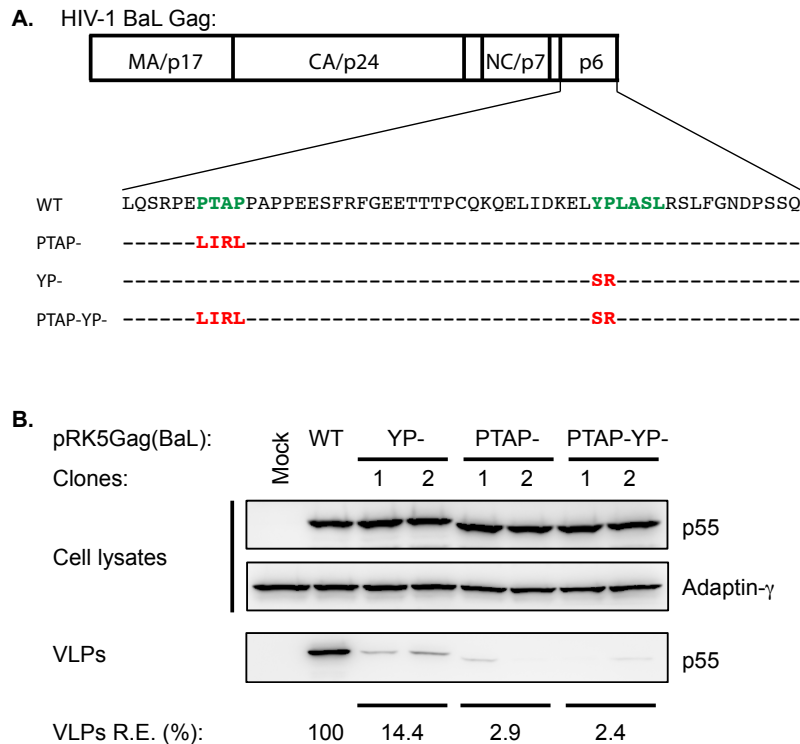 A. HIV-1 BaL Gag:
MA/p17 CA/p24 NC/p7 p6
WT LQSRPEPTAPPAPPEESFRFGEETTTPCQKQELIDKELYPLASLRSLFGNDPSSQ
PTAP- ------LIRL---------------------------------------------
YP- --------------------------------------SR---------------
PTAP-YP- ------LIRL----------------------------SR---------------
B.
pRK5Gag(BaL): Mock WT YP- PTAP- PTAP-YP-
Clones: 1 2 1 2 1 2
Cell lysates
p55
Adaptin-γ
VLPs p55
VLPs R.E. (%): 100 14.4 2.9 2.4